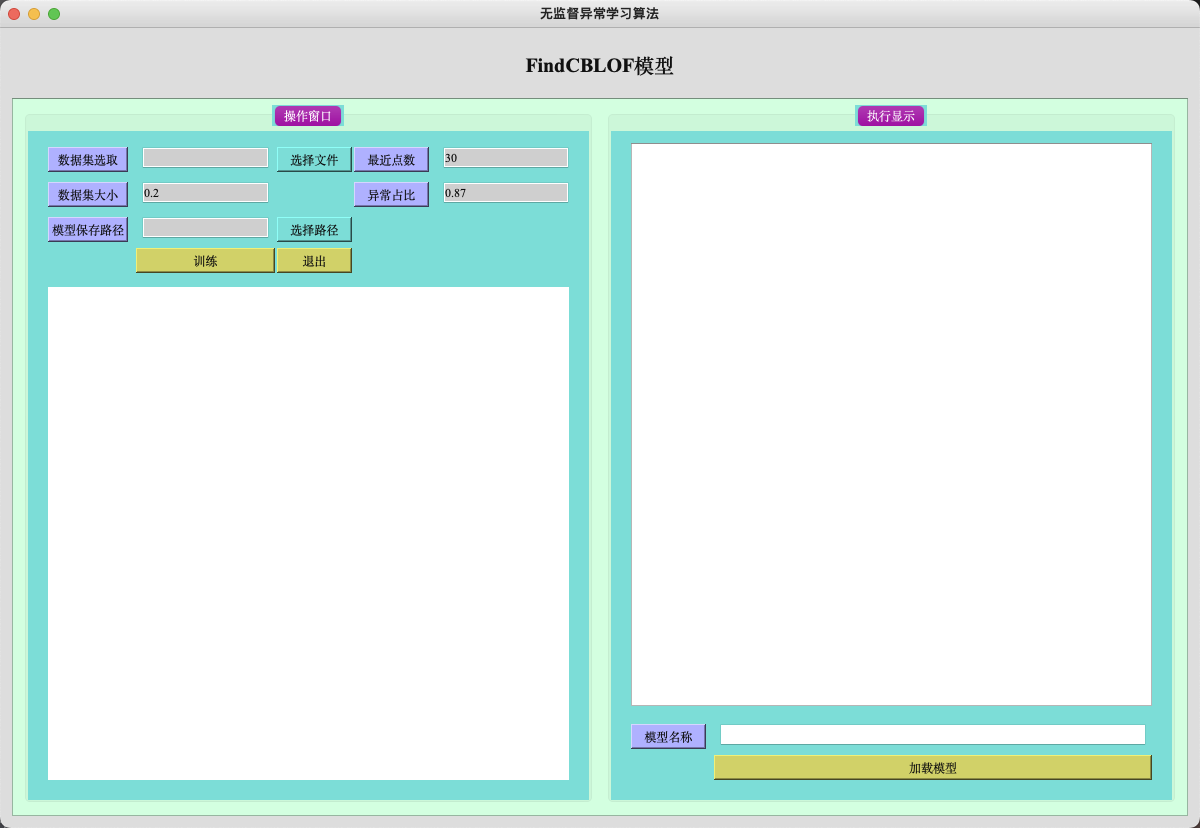 无监督异常学习算法
FindCBLOF模型
操作窗口
数据集选取 选择文件 最近点数 30
数据集大小 0.2 异常占比 0.87
模型保存路径 选择路径
训练 退出
执行显示
模型名称
加载模型